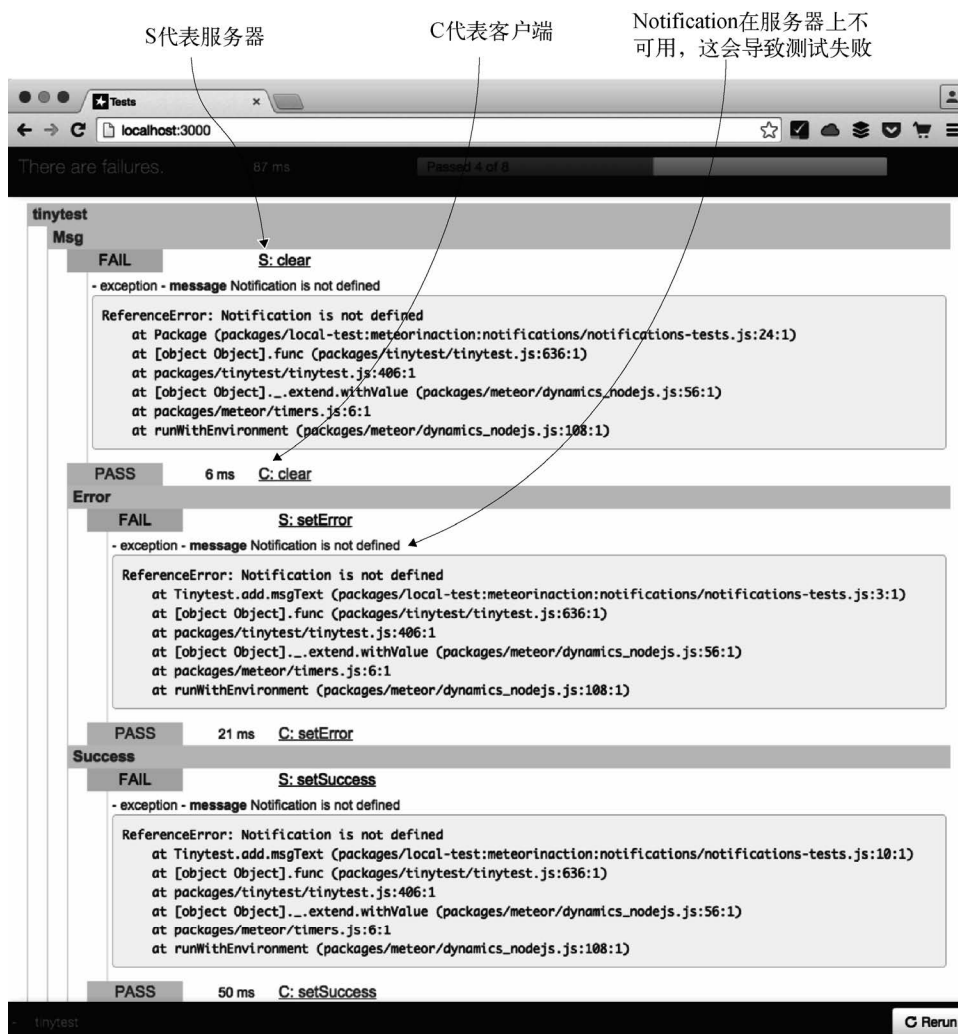 S代表服务器
C代表客户端
Notification在服务器上不
可用，这会导致测试失败
Tests
localhost:3000
There are failures.
87 ms
Passed 4 of 8
tinytest
Msg
FAIL S: clear
- exception - message Notification is not defined
ReferenceError: Notification is not defined
at Package (packages/local-test:meteorinaction:notifications/notifications-tests.js:24:1)
at [object Object].func (packages/tinytest/tinytest.js:636:1)
at packages/tinytest/tinytest.js:406:1
at [object Object]._.extend.withValue (packages/meteor/dynamics_nodejs.js:56:1)
at packages/meteor/timers.js:6:1
at runWithEnvironment (packages/meteor/dynamics_nodejs.js:108:1)
PASS 6 ms C: clear
Error
FAIL S: setError
- exception - message Notification is not defined
ReferenceError: Notification is not defined
at Tinytest.add.msgText (packages/local-test:meteorinaction:notifications/notifications-tests.js:3:1)
at [object Object].func (packages/tinytest/tinytest.js:636:1)
at packages/tinytest/tinytest.js:406:1
at [object Object]._.extend.withValue (packages/meteor/dynamics_nodejs.js:56:1)
at packages/meteor/timers.js:6:1
at runWithEnvironment (packages/meteor/dynamics_nodejs.js:108:1)
PASS 21 ms C: setError
Success
FAIL S: setSuccess
- exception - message Notification is not defined
ReferenceError: Notification is not defined
at Tinytest.add.msgText (packages/local-test:meteorinaction:notifications/notifications-tests.js:10:1)
at [object Object].func (packages/tinytest/tinytest.js:636:1)
at packages/tinytest/tinytest.js:406:1
at [object Object]._.extend.withValue (packages/meteor/dynamics_nodejs.js:56:1)
at packages/meteor/timers.js:6:1
at runWithEnvironment (packages/meteor/dynamics_nodejs.js:108:1)
PASS 50 ms C: setSuccess
- tinytest
Rerun